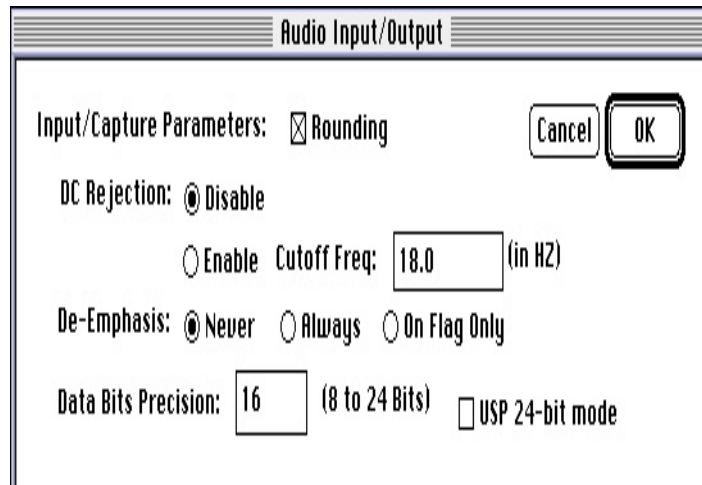 Audio Input/Output
Input/Capture Parameters: Rounding Cancel OK
DC Rejection: Disable
Enable Cutoff Freq: 18.0 (in HZ)
De-Emphasis: Never Always On Flag Only
Data Bits Precision: 16 (8 to 24 Bits) USP 24-bit mode